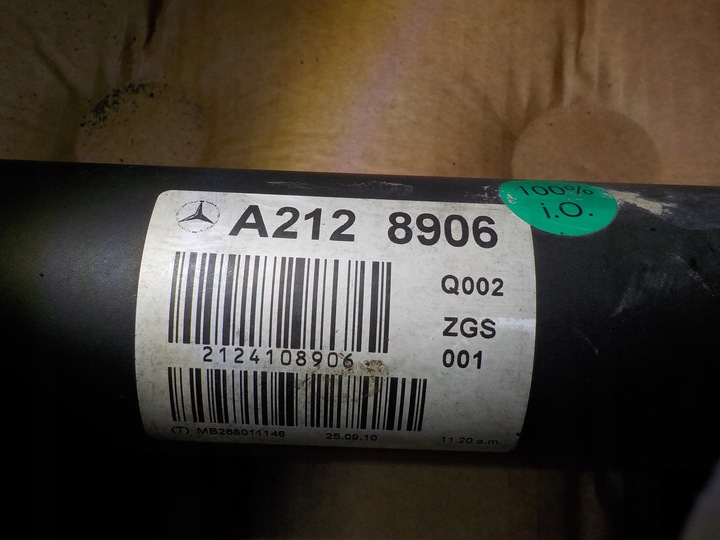 100%
i.O.
A212 8906
Q002
ZGS
001
2124108906
(T) MB268011146 25.09.10 11.20 a.m.